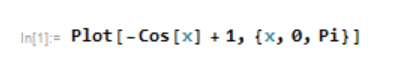 In[1]:= Plot[-Cos[x] + 1, {x, 0, Pi}]